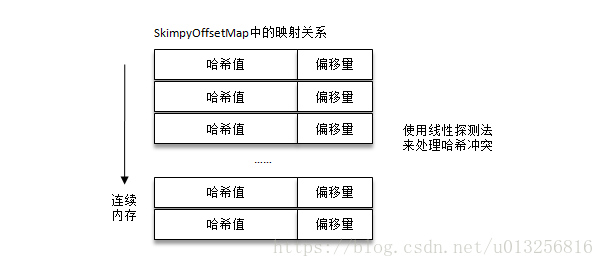 SkimpyOffsetMap中的映射关系
哈希值 偏移量
哈希值 偏移量
哈希值 偏移量
使用线性探测法
来处理哈希冲突
……
哈希值 偏移量
连续
内存
哈希值 偏移量
https://blog.csdn.net/u013256816